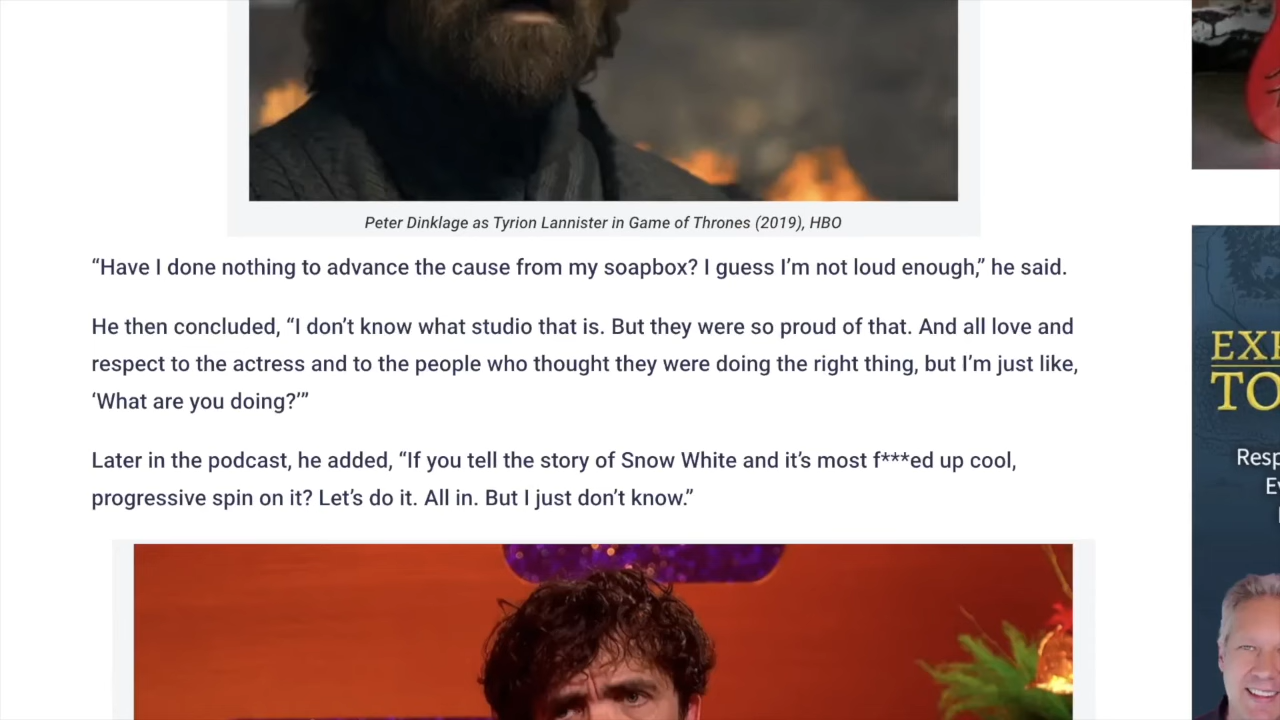 Peter Dinklage as Tyrion Lannister in Game of Thrones (2019), HBO
“Have I done nothing to advance the cause from my soapbox? I guess I’m not loud enough,” he said.
He then concluded, “I don’t know what studio that is. But they were so proud of that. And all love and
respect to the actress and to the people who thought they were doing the right thing, but I’m just like,
‘What are you doing?’”
Later in the podcast, he added, “If you tell the story of Snow White and it’s most f***ed up cool,
progressive spin on it? Let’s do it. All in. But I just don’t know.”